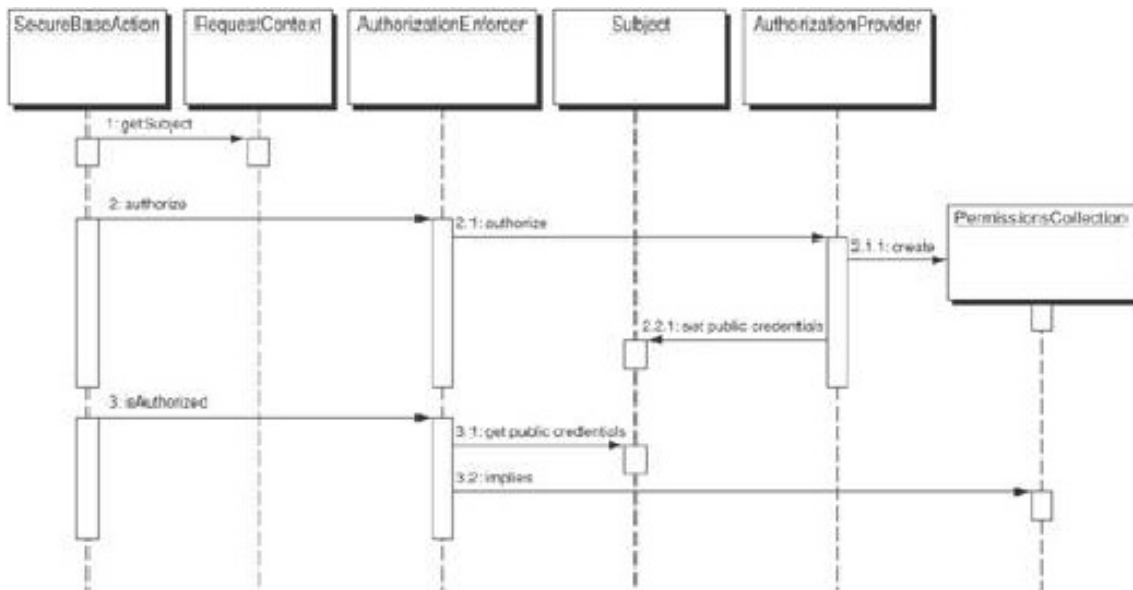 SecureBaseAction
RequestContext
AuthorizationEnforcer
Subject
AuthorizationProvider
1: getSubject
2: authorize
2.1: authorize
PermissionsCollection
2.1.1: create
2.2.1: set public credentials
3: isAuthorized
3.1: get public credientials
3.2: implies